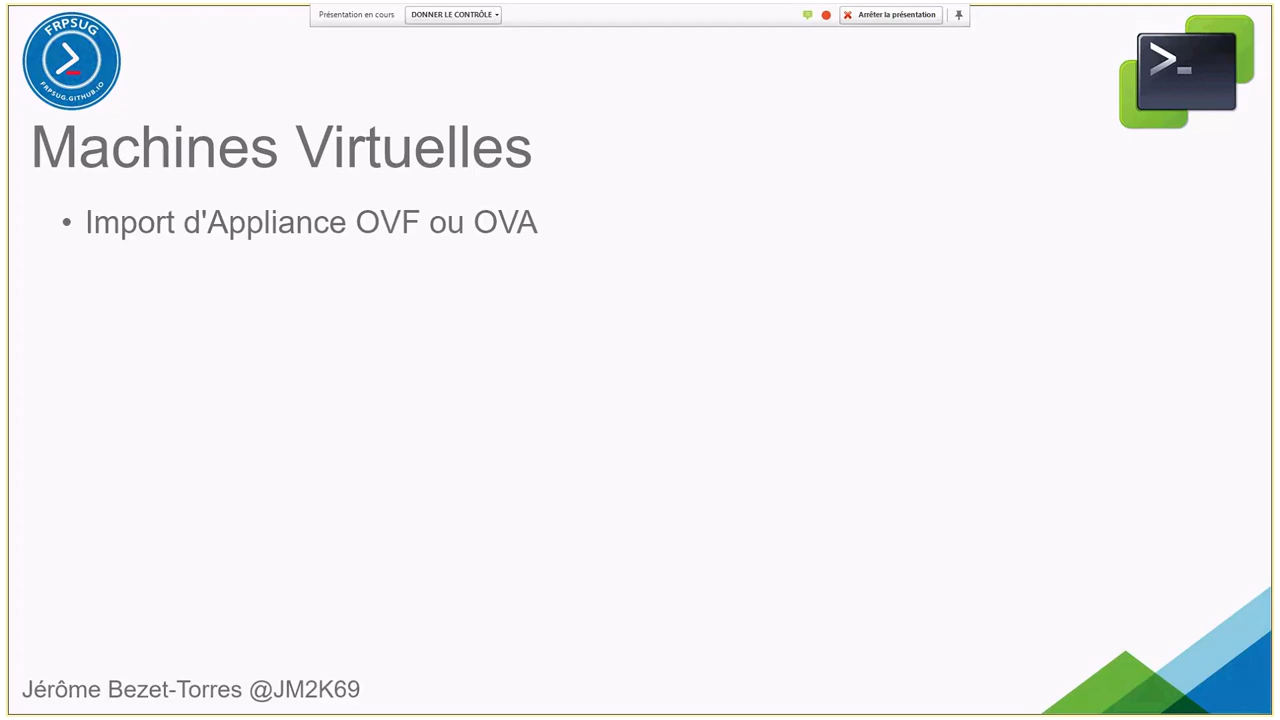 Présentation en cours DONNER LE CONTRÔLE Arrêter la présentation
FRPSUG
FRPSUG.GITHUB.IO
Machines Virtuelles
• Import d'Appliance OVF ou OVA
Jérôme Bezet-Torres @JM2K69